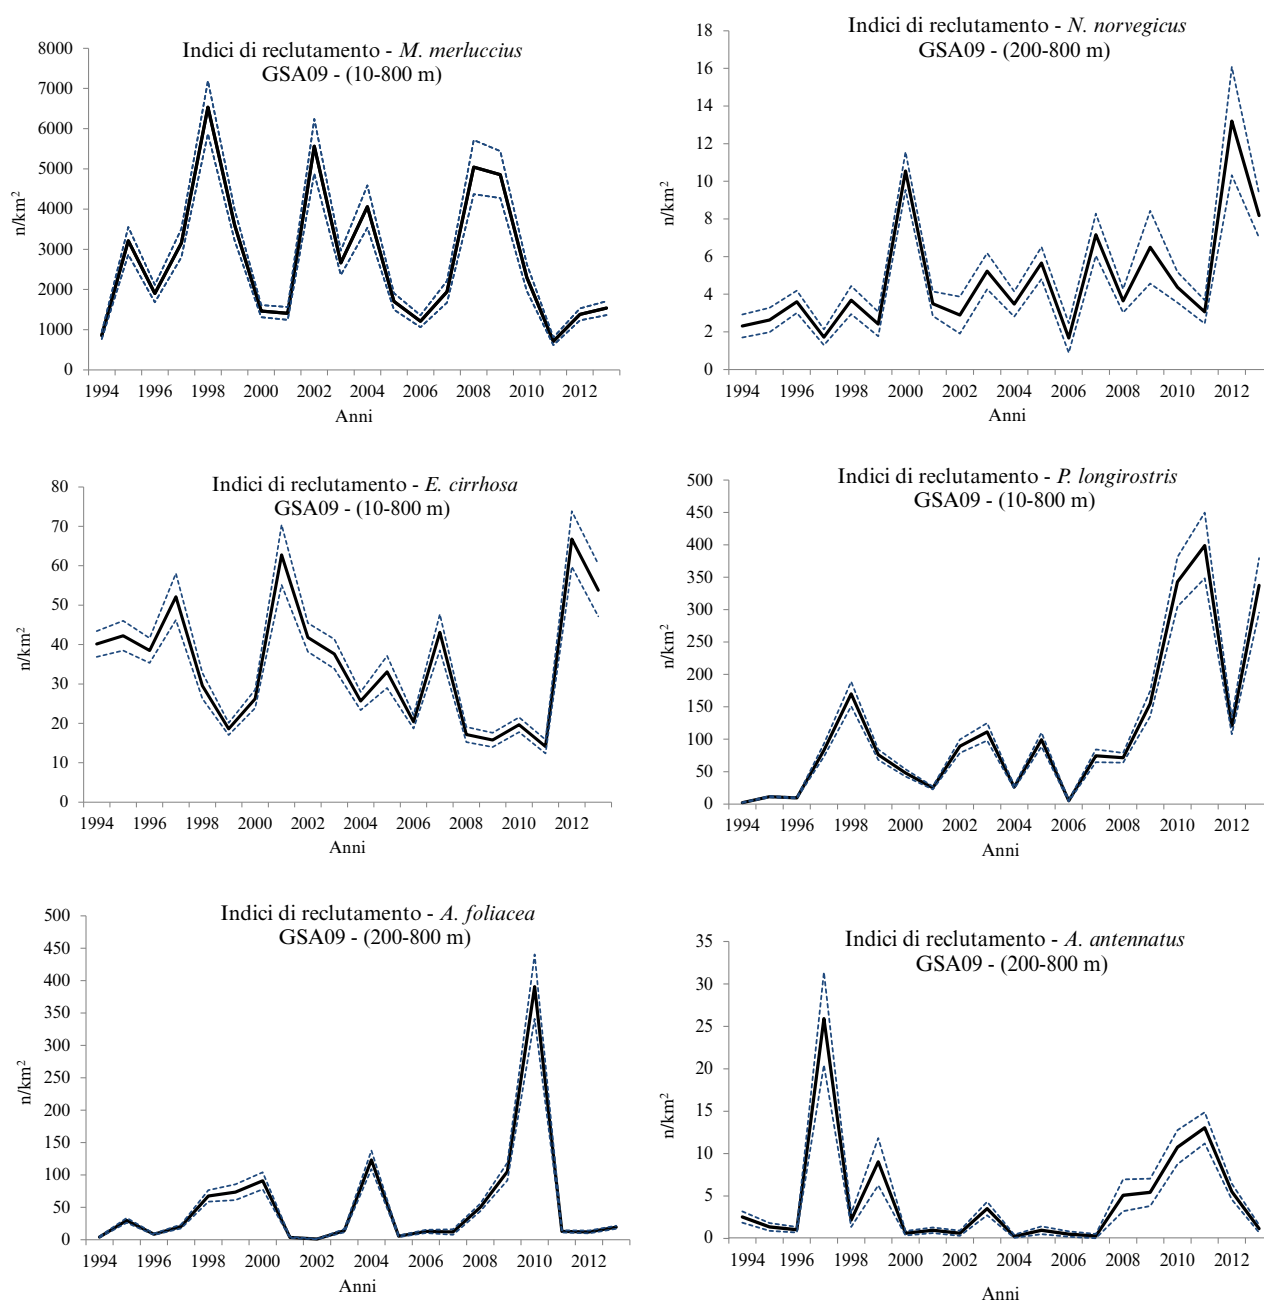 Indici di reclutamento - M. merluccius
GSA09 - (10-800 m)
8000
7000
6000
5000
4000
3000
2000
1000
0
n/km²
1994 1996 1998 2000 2002 2004 2006 2008 2010 2012
Anni
Indici di reclutamento - N. norvegicus
GSA09 - (200-800 m)
18
16
14
12
10
8
6
4
2
0
n/km²
1994 1996 1998 2000 2002 2004 2006 2008 2010 2012
Anni
Indici di reclutamento - E. cirrhosa
GSA09 - (10-800 m)
80
70
60
50
40
30
20
10
0
n/km²
1994 1996 1998 2000 2002 2004 2006 2008 2010 2012
Anni
Indici di reclutamento - P. longirostris
GSA09 - (10-800 m)
500
450
400
350
300
250
200
150
100
50
0
n/km²
1994 1996 1998 2000 2002 2004 2006 2008 2010 2012
Anni
Indici di reclutamento - A. foliacea
GSA09 - (200-800 m)
500
450
400
350
300
250
200
150
100
50
0
n/km²
1994 1996 1998 2000 2002 2004 2006 2008 2010 2012
Anni
Indici di reclutamento - A. antennatus
GSA09 - (200-800 m)
35
30
25
20
15
10
5
0
n/km²
1994 1996 1998 2000 2002 2004 2006 2008 2010 2012
Anni